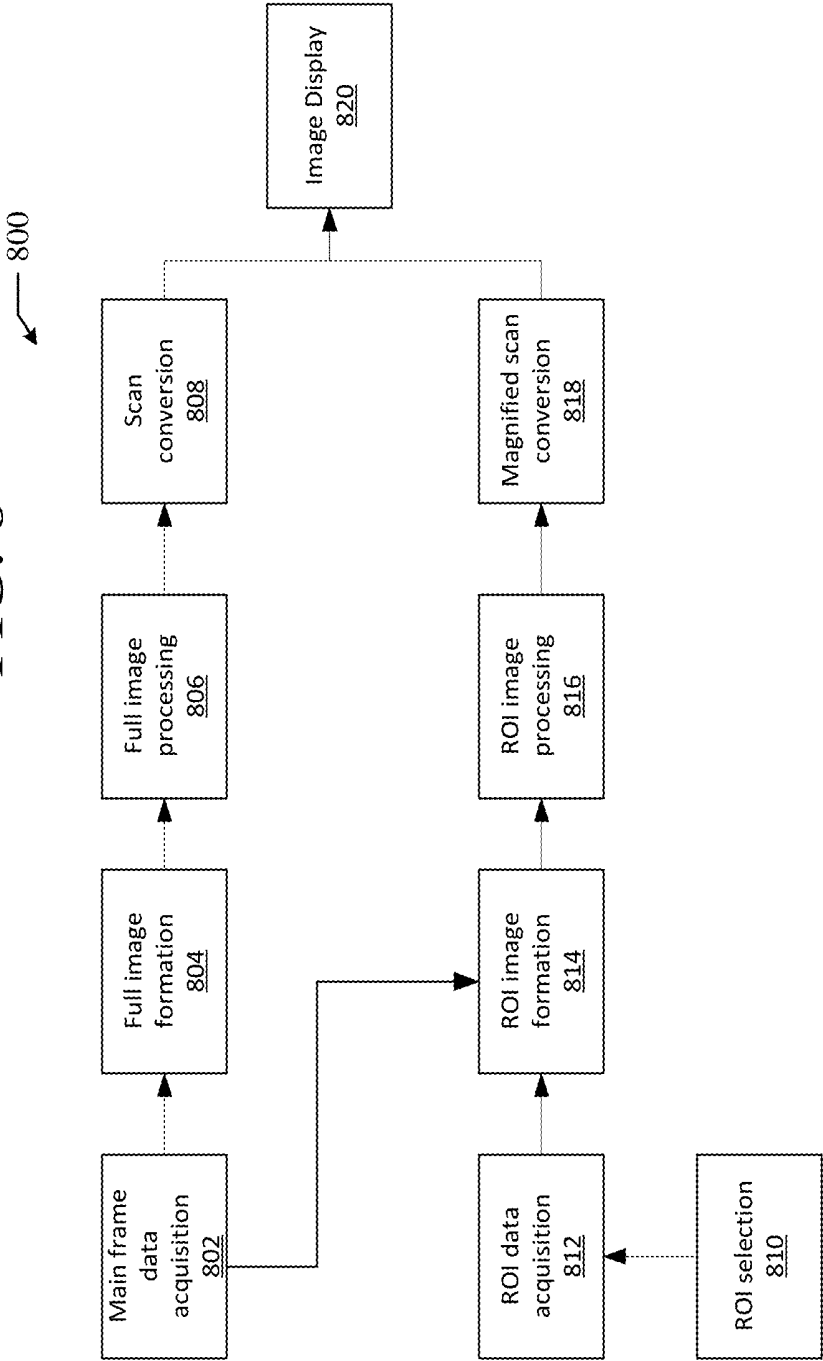 800
Main frame
data
acquisition
802
Full image
formation
804
Full image
processing
806
Scan
conversion
808
Image Display
820
ROI data
acquisition
812
ROI image
formation
814
ROI image
processing
816
Magnified scan
conversion
818
ROI selection
810